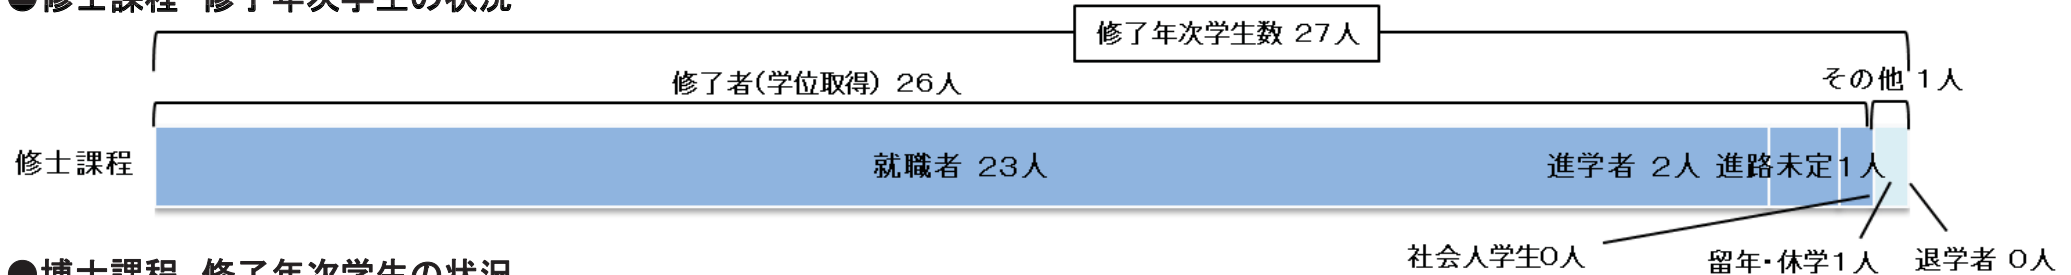 ●修士課程 修了年次学生の状況
修了年次学生数 27人
修了者(学位取得) 26人
その他 1人
修士課程
就職者 23人
進学者 2人
進路未定1人
社会人学生0人
留年・休学1人
退学者 0人
●博士課程 修了年次学生の状況